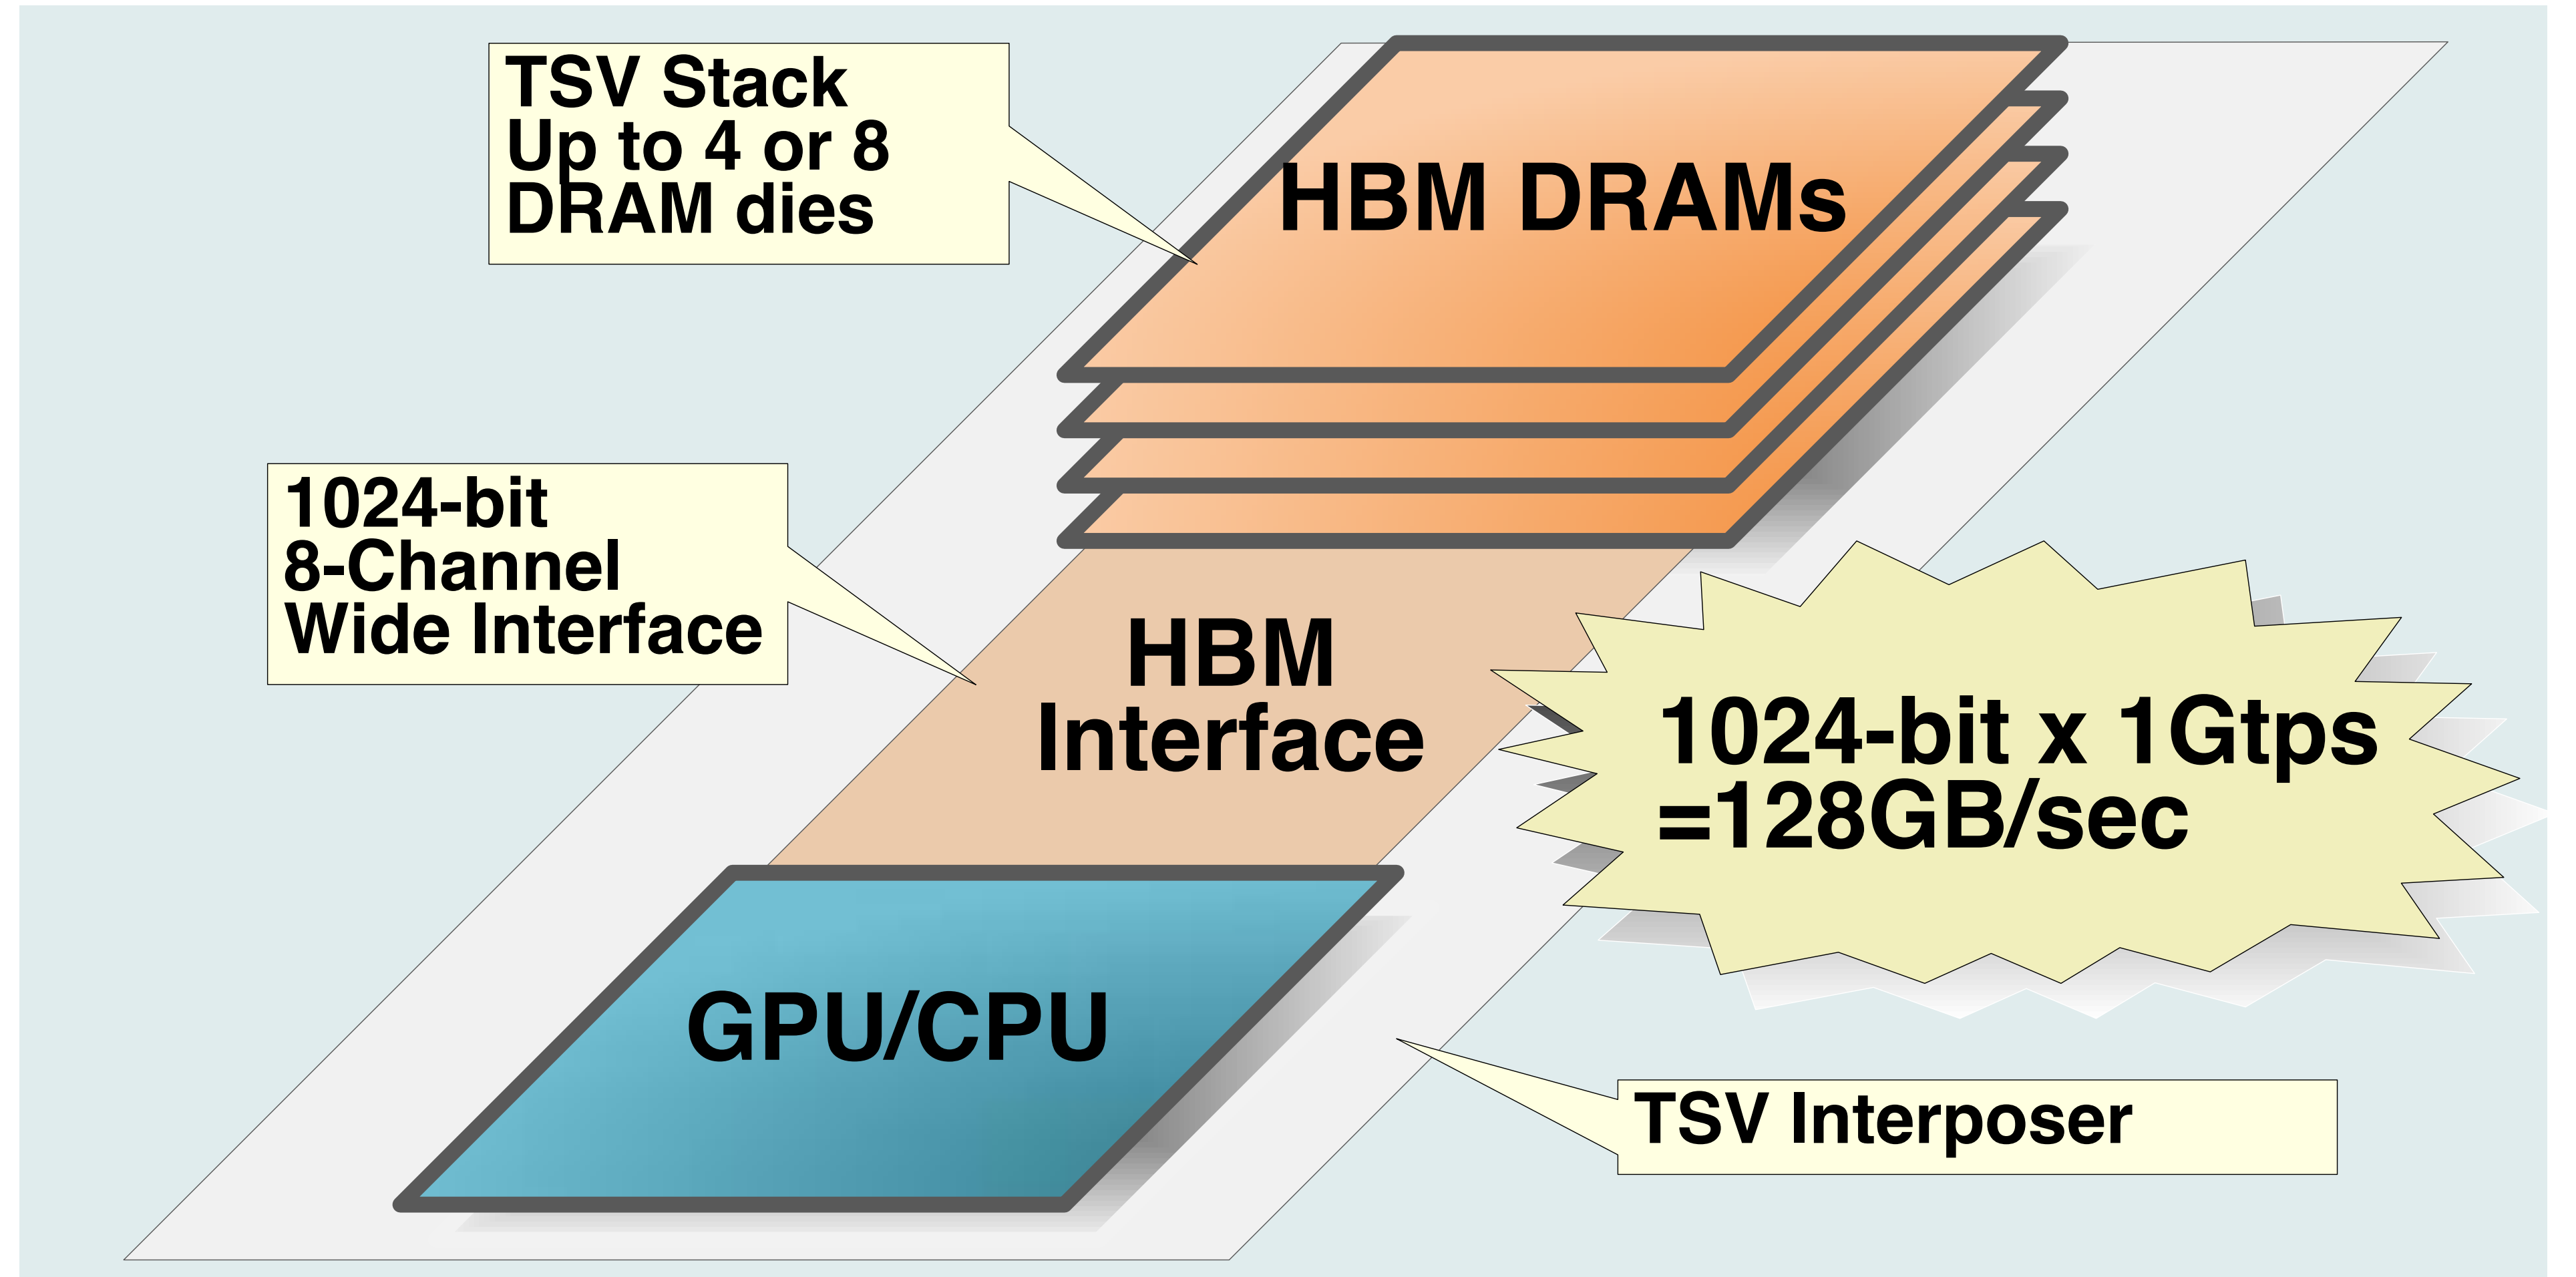 TSV Stack
Up to 4 or 8
DRAM dies
HBM DRAMs
1024-bit
8-Channel
Wide Interface
HBM
Interface
1024-bit x 1Gtps
=128GB/sec
GPU/CPU
TSV Interposer